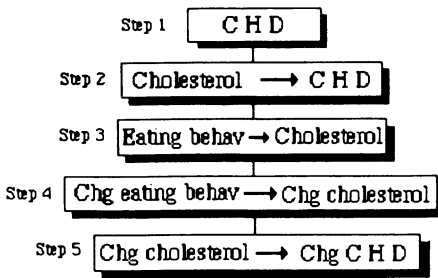 Step 1 C H D
Step 2 Cholesterol → C H D
Step 3 Eating behav → Cholesterol
Step 4 Chg eating behav → Chg cholesterol
Step 5 Chg cholesterol → Chg C H D